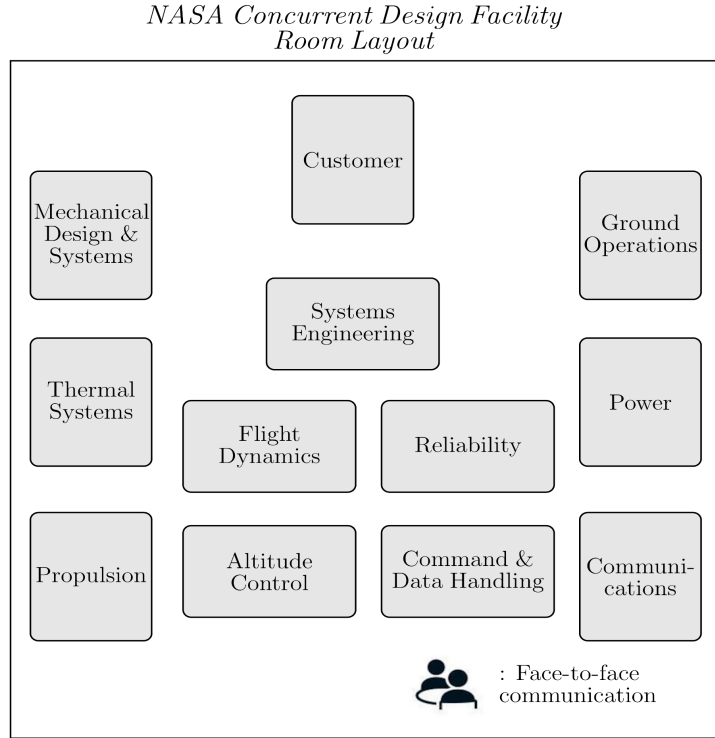 NASA Concurrent Design Facility
Room Layout
Customer
Mechanical
Design &
Systems
Ground
Operations
Systems
Engineering
Thermal
Systems
Power
Flight
Dynamics
Reliability
Propulsion
Altitude
Control
Command &
Data Handling
Communi-
cations
: Face-to-face
communication